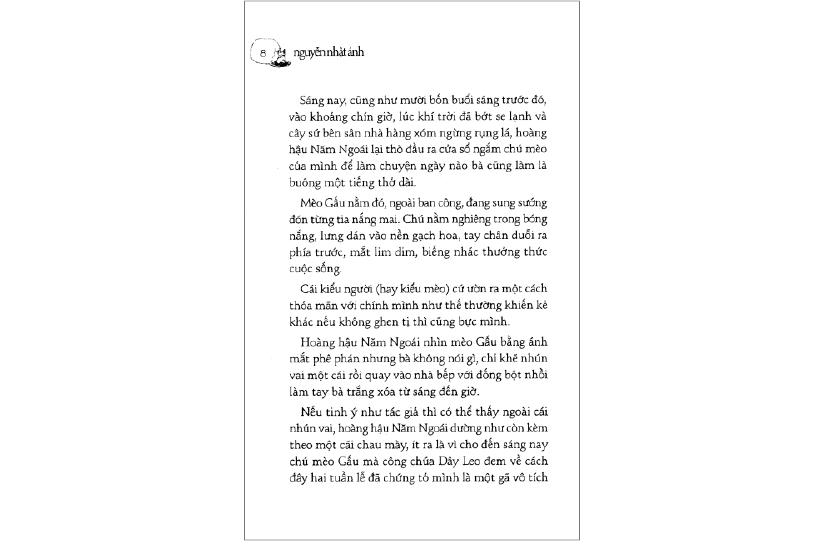 8
nguyễn nhật ánh
Sáng nay, cũng như mười bốn buổi sáng trước đó,
vào khoảng chín giờ, lúc khí trời đã bớt se lạnh và
cây sứ bên sân nhà hàng xóm ngừng rụng lá, hoàng
hậu Năm Ngoái lại thò đầu ra cửa sổ ngắm chú mèo
của mình để làm chuyện ngày nào bà cũng làm là
buông một tiếng thở dài.
Mèo Gấu nằm đó, ngoài ban công, đang sung sướng
đón từng tia nắng mai. Chú nằm nghiêng trong bóng
nắng, lưng dán vào nền gạch hoa, tay chân duỗi ra
phía trước, mắt lim dim, biếng nhác thưởng thức
cuộc sống.
Cái kiểu người (hay kiểu mèo) cứ ườn ra một cách
thỏa mãn với chính mình như thế thường khiến kẻ
khác nếu không ghen tị thì cũng bực mình.
Hoàng hậu Năm Ngoái nhìn mèo Gấu bằng ánh
mắt phê phán nhưng bà không nói gì, chỉ khẽ nhún
vai một cái rồi quay vào nhà bếp với đống bột nhồi
làm tay bà trắng xóa từ sáng đến giờ.
Nếu tinh ý như tác giả thì có thể thấy ngoài cái
nhún vai, hoàng hậu Năm Ngoái dường như còn kèm
theo một cái chau mày, ít ra là vì cho đến sáng nay
chú mèo Gấu mà công chúa Dây Leo đem về cách
đây hai tuần lễ đã chứng tỏ mình là một gã vô tích